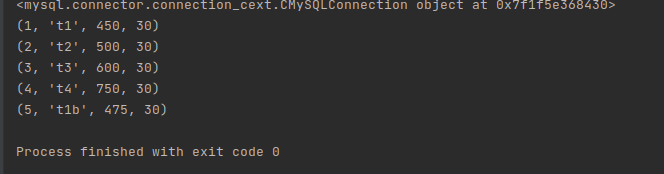 <mysql.connector.connection_cext.CMySQLConnection object at 0x7f1f5e368430>
(1, 't1', 450, 30)
(2, 't2', 500, 30)
(3, 't3', 600, 30)
(4, 't4', 750, 30)
(5, 't1b', 475, 30)
Process finished with exit code 0